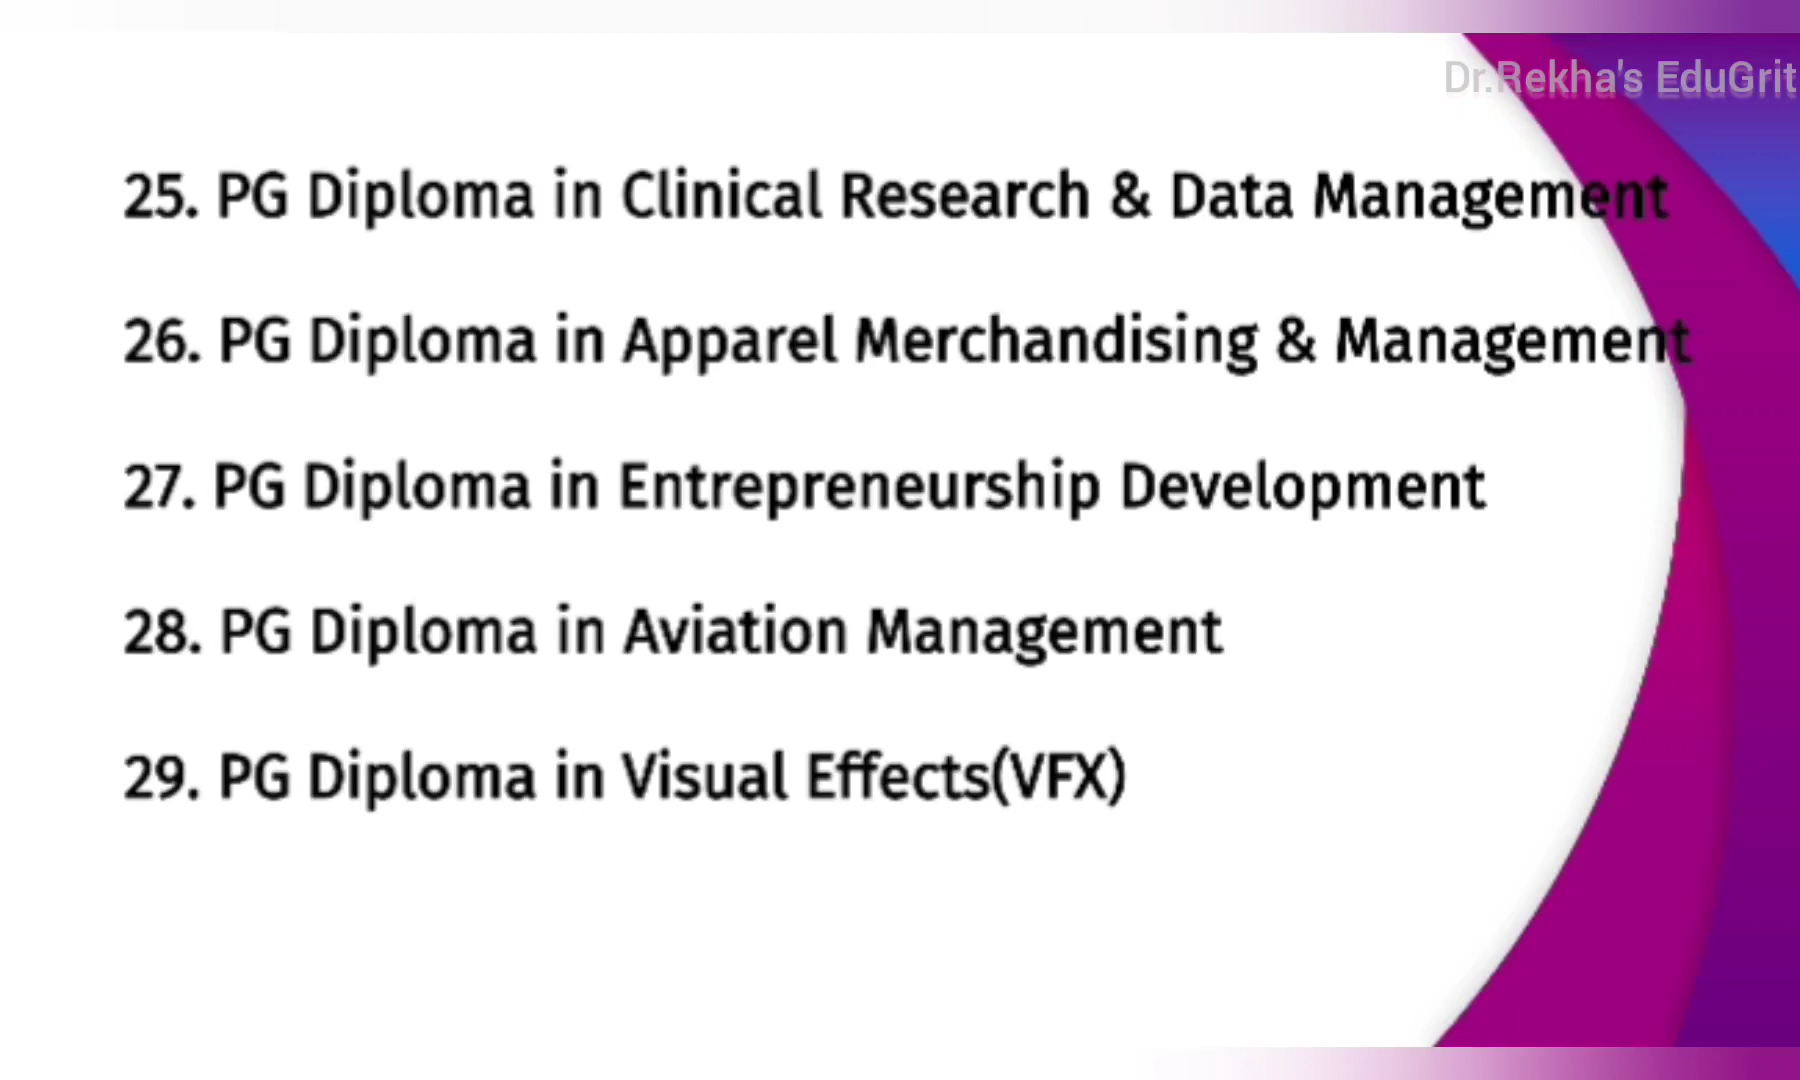 Dr.Rekha's EduGrit
25. PG Diploma in Clinical Research & Data Management
26. PG Diploma in Apparel Merchandising & Management
27. PG Diploma in Entrepreneurship Development
28. PG Diploma in Aviation Management
29. PG Diploma in Visual Effects(VFX)